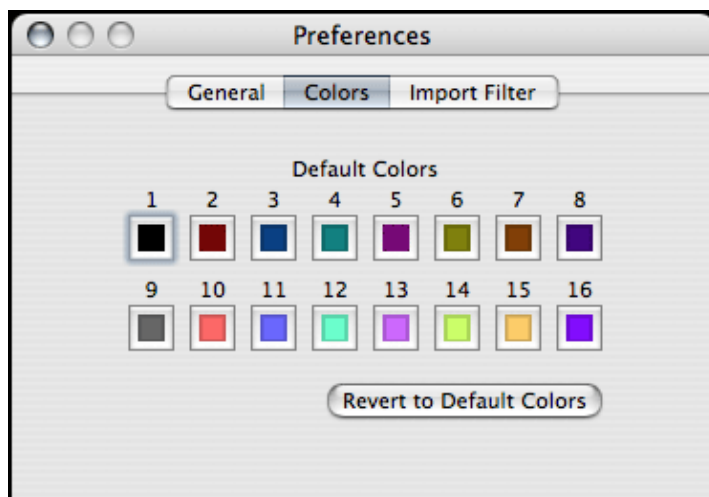 Preferences
General Colors Import Filter
Default Colors
1 2 3 4 5 6 7 8
9 10 11 12 13 14 15 16
Revert to Default Colors